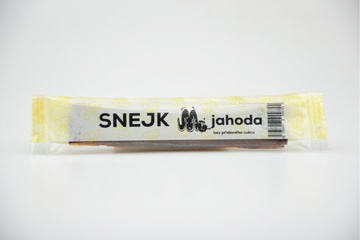 SNEJK jahoda
bez přidaného cukru